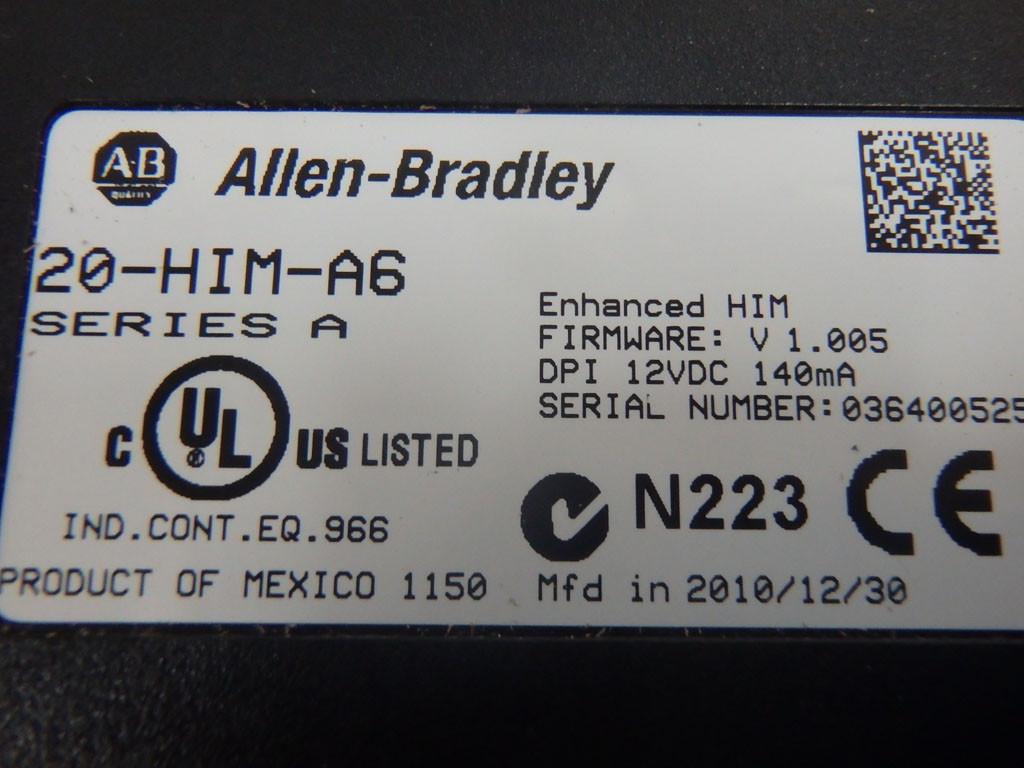 A-B
QUALITY
Allen-Bradley
20-HIM-A6
SERIES A
Enhanced HIM
FIRMWARE: V 1.005
DPI 12VDC 140mA
SERIAL NUMBER: 036400525
C UL ® US LISTED
IND.CONT.EQ.966
N223 CE
PRODUCT OF MEXICO 1150
Mfd in 2010/12/30